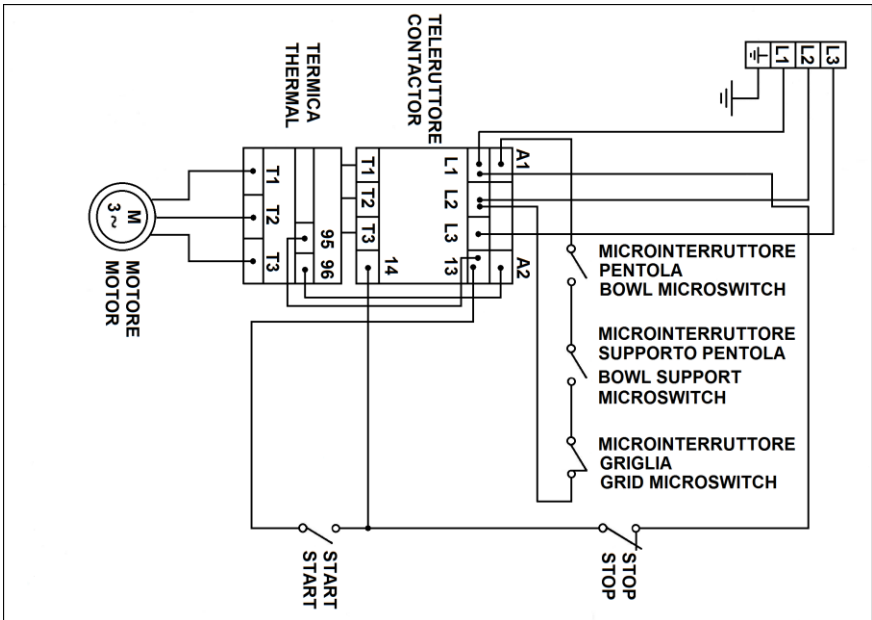 L1
L2
L3
TELERUTTORE
CONTACTOR
TERMICA
THERMAL
A1
L1
L2
L3
13
A2
T1
T2
T3
14
95
96
T1
T2
T3
M
3~
MOTORE
MOTOR
MICROINTERRUTTORE
PENTOLA
BOWL MICROSWITCH
MICROINTERRUTTORE
SUPPORTO PENTOLA
BOWL SUPPORT
MICROSWITCH
MICROINTERRUTTORE
GRIGLIA
GRID MICROSWITCH
START
START
STOP
STOP